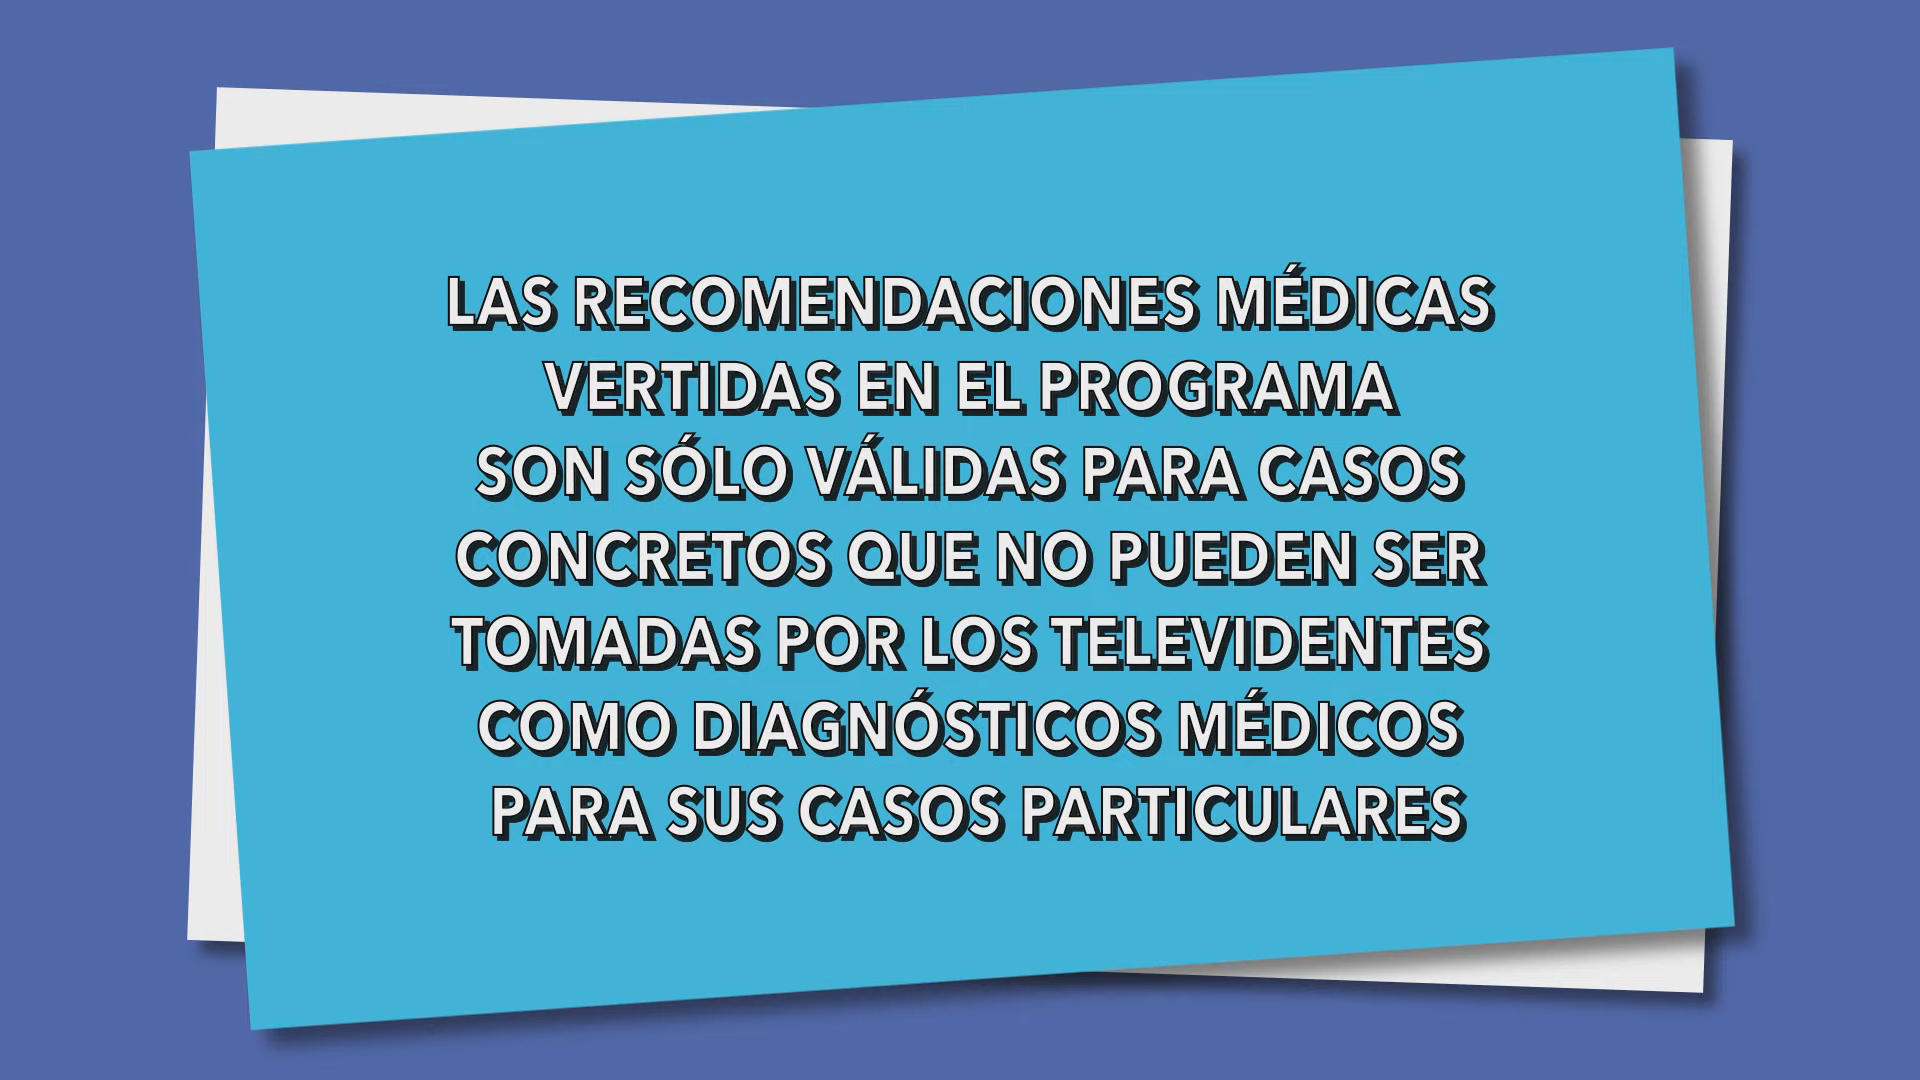 LAS RECOMENDACIONES MÉDICAS
VERTIDAS EN EL PROGRAMA
SON SÓLO VÁLIDAS PARA CASOS
CONCRETOS QUE NO PUEDEN SER
TOMADAS POR LOS TELEVIDENTES
COMO DIAGNÓSTICOS MÉDICOS
PARA SUS CASOS PARTICULARES